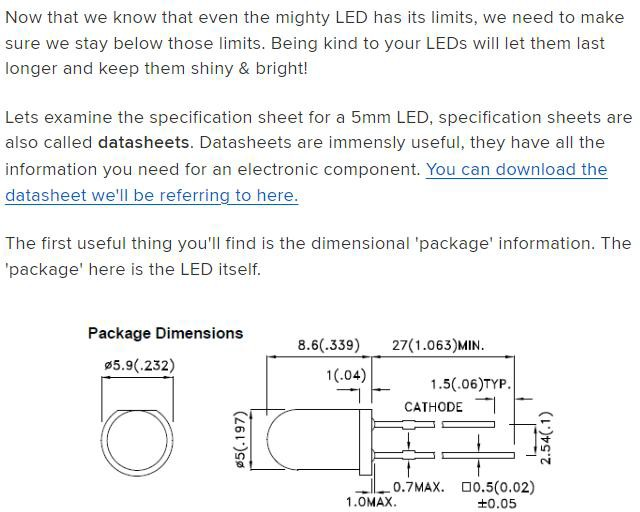 Now that we know that even the mighty LED has its limits, we need to make
sure we stay below those limits. Being kind to your LEDs will let them last
longer and keep them shiny & bright!
Lets examine the specification sheet for a 5mm LED, specification sheets are
also called datasheets. Datasheets are immensly useful, they have all the
information you need for an electronic component. You can download the
datasheet we'll be referring to here.
The first useful thing you'll find is the dimensional 'package' information. The
'package' here is the LED itself.
Package Dimensions
ø5.9(.232)
8.6(.339)
27(1.063)MIN.
1(.04)
1.5(.06)TYP.
CATHODE
ø5(.197)
2.54(.1)
0.7MAX.
□0.5(0.02)
±0.05
1.0MAX.